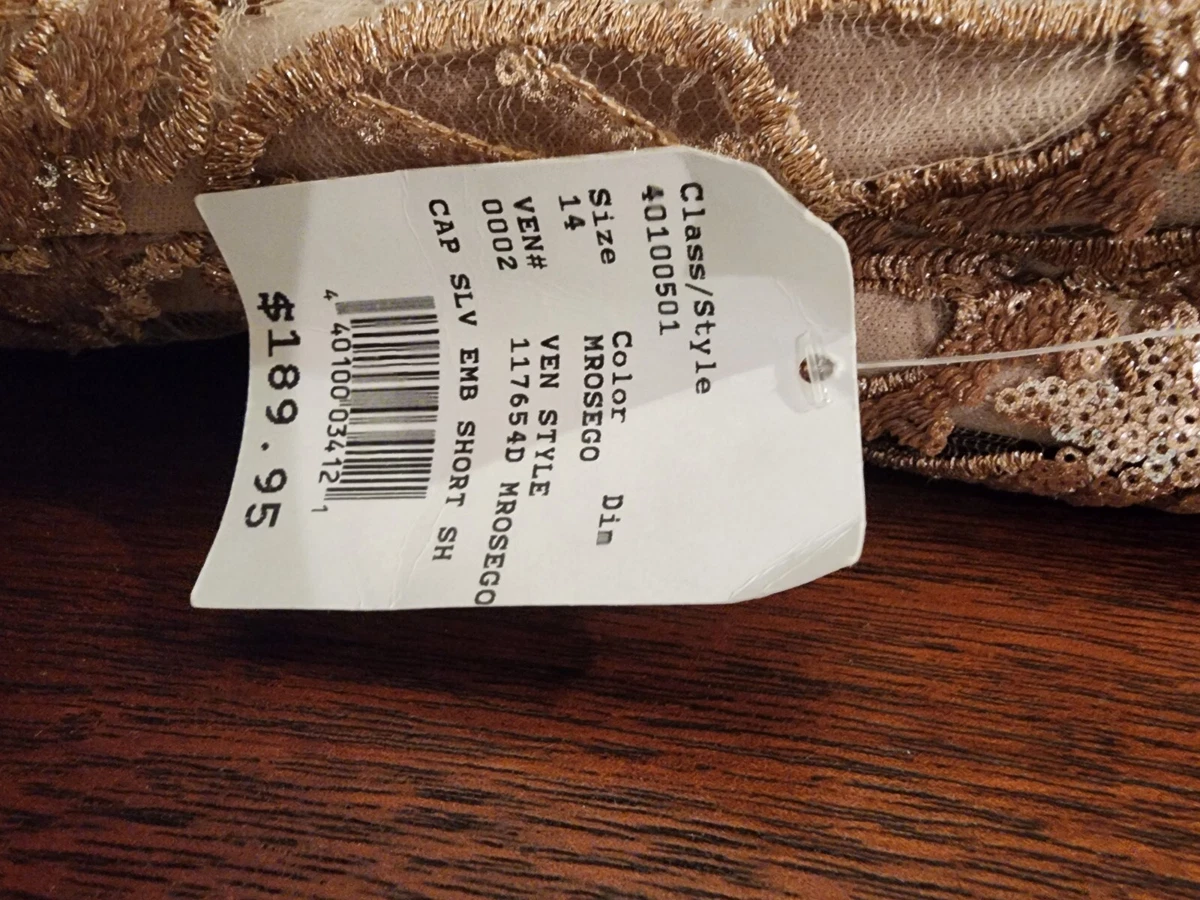 Class/Style
40100501
Size Color Dim
14 MROSEGO
VEN# VEN STYLE
0002 117654D MROSEGO
CAP SLV EMB SHORT SH
4 40100 03412 1
$189.95